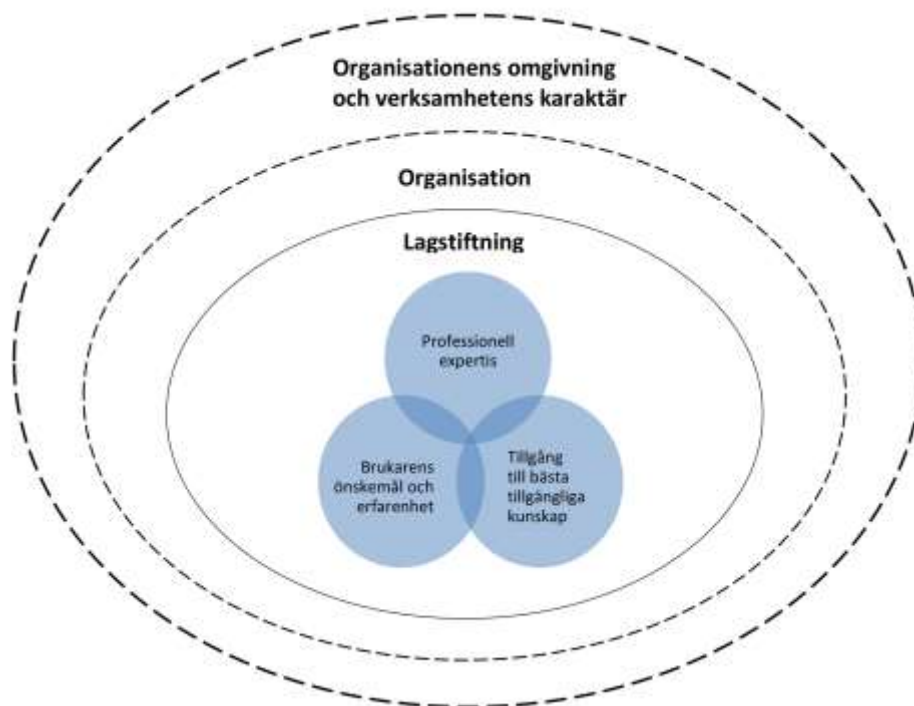 Organisationens omgivning
och verksamhetens karaktär
Organisation
Lagstiftning
Professionell
expertis
Brukarens
önskemål och
erfarenhet
Tillgång
till bästa
tillgängliga
kunskap